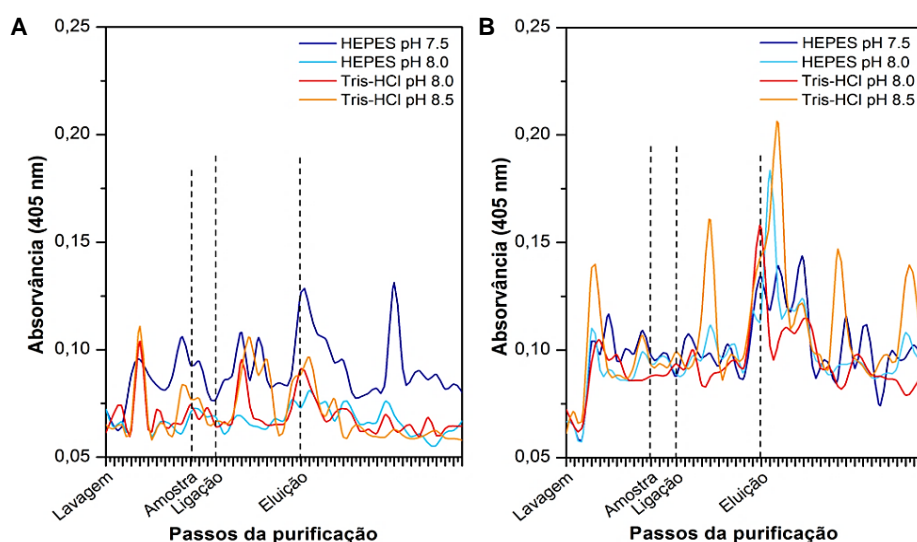 A
Absorvância (405 nm)
0,25
0,20
0,15
0,10
0,05
HEPES pH 7.5
HEPES pH 8.0
Tris-HCl pH 8.0
Tris-HCl pH 8.5
Lavagem
Amostra
Ligação
Eluição
Passos da purificação
B
Absorvância (405 nm)
0,25
0,20
0,15
0,10
0,05
HEPES pH 7.5
HEPES pH 8.0
Tris-HCl pH 8.0
Tris-HCl pH 8.5
Lavagem
Amostra
Ligação
Eluição
Passos da purificação